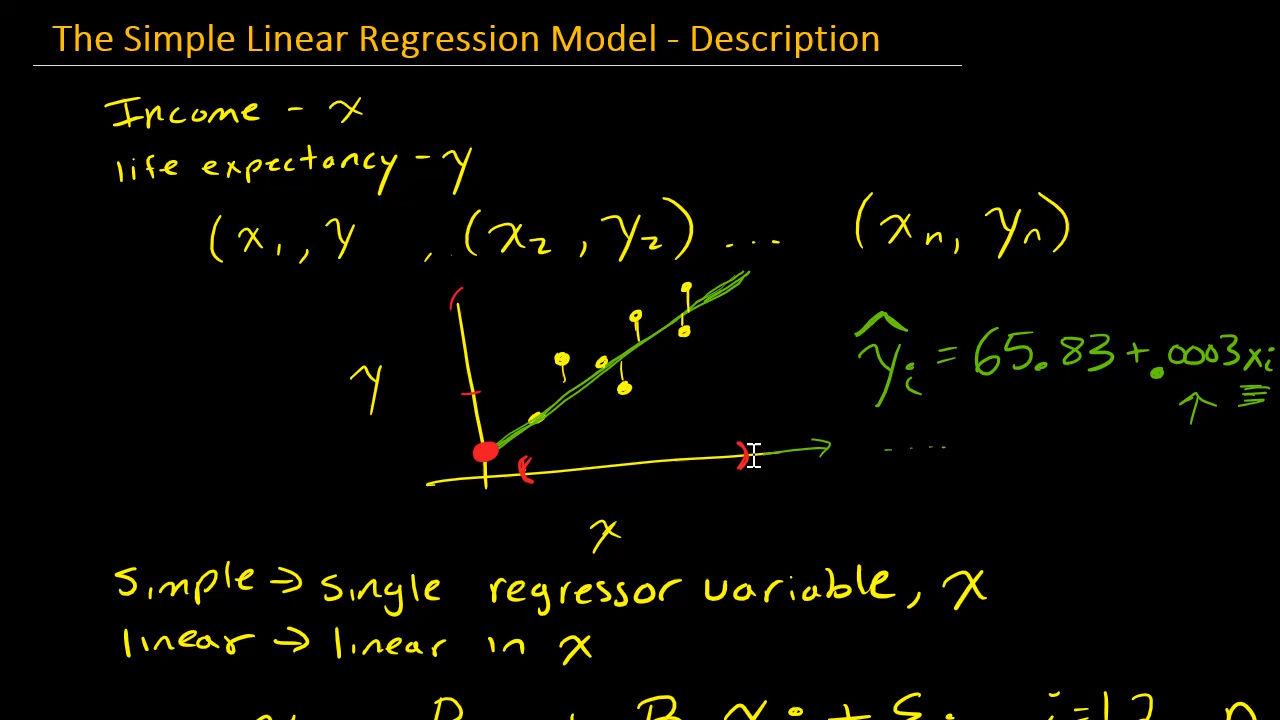 The Simple Linear Regression Model - Description
Income - x
life expectancy - y
(x₁, y , (x₂, y₂) ... (xₙ, yₙ)
y
ŷᵢ = 65.83 + .0003xᵢ
....
x
simple → single regressor variable, x
linear → linear in x